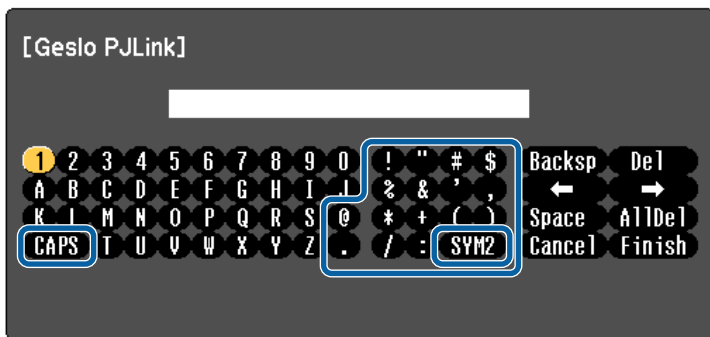 [Geslo PJLink]
1 2 3 4 5 6 7 8 9 0 ! " # $ Backsp Del
A B C D E F G H I J % & ' , ← →
K L M N O P Q R S @ * + ( ) Space AllDel
CAPS T U V W X Y Z . / : SYM2 Cancel Finish